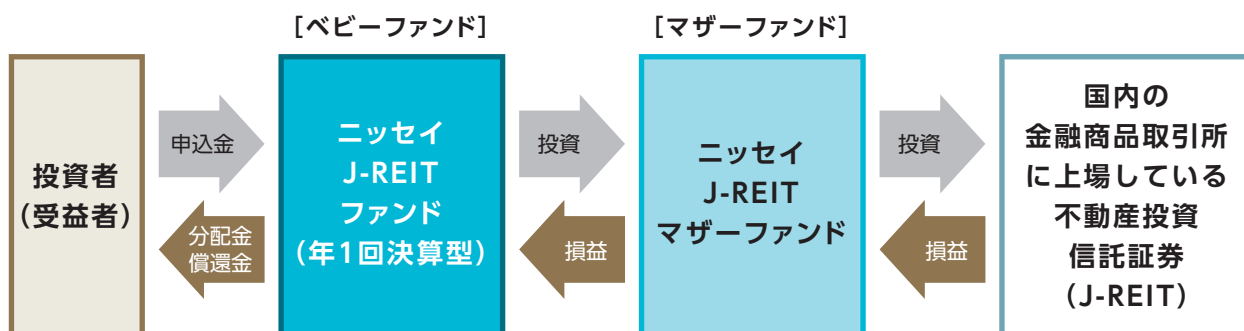 [ベビーファンド]
[マザーファンド]
投資者
(受益者)
申込金
分配金
償還金
ニッセイ
J-REIT
ファンド
(年1回決算型)
投資
損益
ニッセイ
J-REIT
マザーファンド
投資
損益
国内の
金融商品取引所
に上場している
不動産投資
信託証券
(J-REIT)